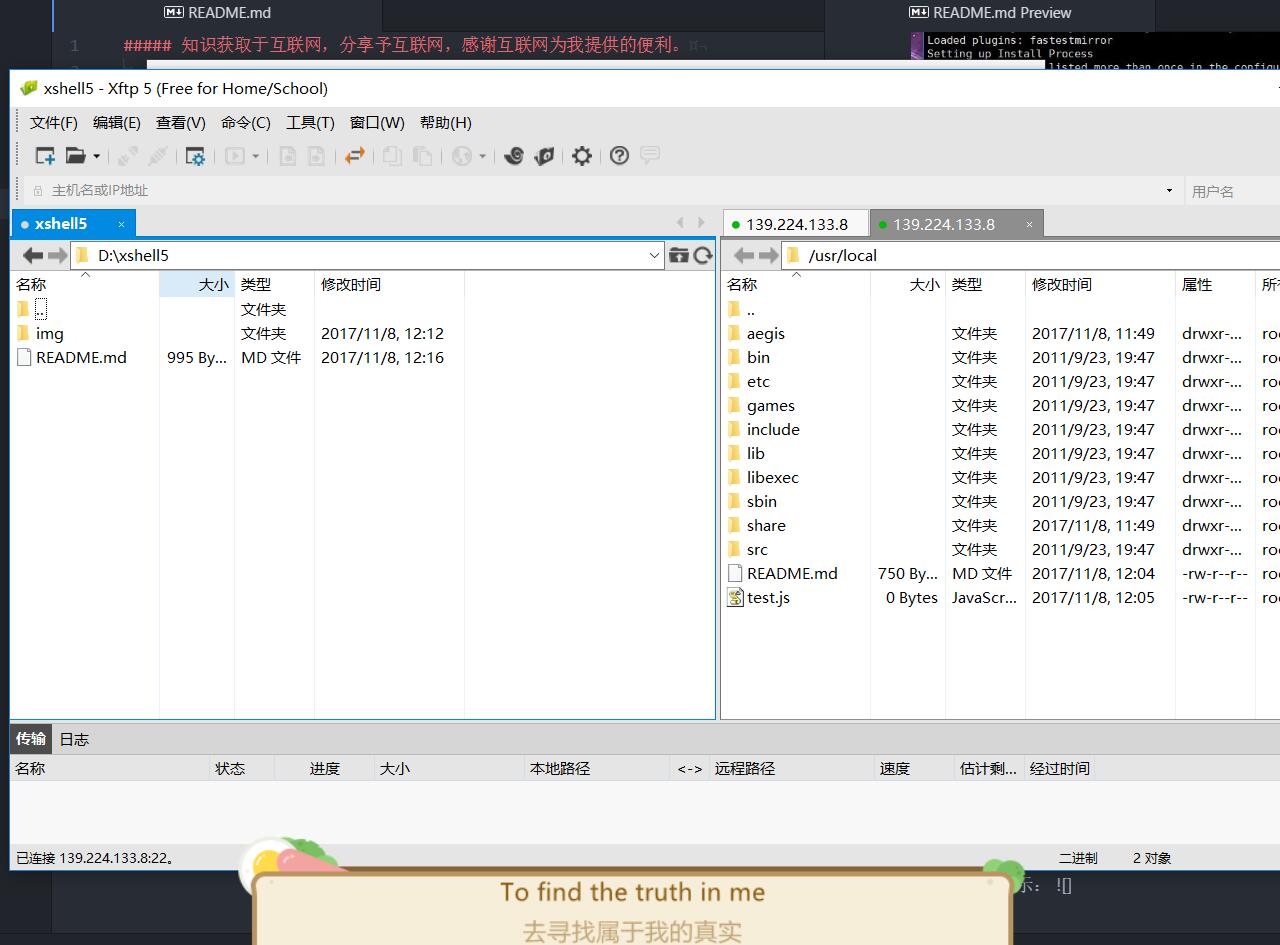 README.md
README.md Preview
1 ##### 知识获取于互联网，分享予互联网，感谢互联网为我提供的便利。
Loaded plugins: fastestmirror
Setting up Install Process
listed more than once in the configu
xshell5 - Xftp 5 (Free for Home/School)
文件(F) 编辑(E) 查看(V) 命令(C) 工具(T) 窗口(W) 帮助(H)
主机名或IP地址 用户名
xshell5
139.224.133.8 139.224.133.8
D:\xshell5
/usr/local
名称 大小 类型 修改时间
.. 文件夹
img 文件夹 2017/11/8, 12:12
README.md 995 By... MD 文件 2017/11/8, 12:16
名称 大小 类型 修改时间 属性 所
..
aegis 文件夹 2017/11/8, 11:49 drwxr-... roo
bin 文件夹 2011/9/23, 19:47 drwxr-... roo
etc 文件夹 2011/9/23, 19:47 drwxr-... roo
games 文件夹 2011/9/23, 19:47 drwxr-... roo
include 文件夹 2011/9/23, 19:47 drwxr-... roo
lib 文件夹 2011/9/23, 19:47 drwxr-... roo
libexec 文件夹 2011/9/23, 19:47 drwxr-... roo
sbin 文件夹 2011/9/23, 19:47 drwxr-... roo
share 文件夹 2017/11/8, 11:49 drwxr-... roo
src 文件夹 2011/9/23, 19:47 drwxr-... roo
README.md 750 By... MD 文件 2017/11/8, 12:04 -rw-r--r-- roo
test.js 0 Bytes JavaScr... 2017/11/8, 12:05 -rw-r--r-- roo
传输 日志
名称 状态 进度 大小 本地路径 <-> 远程路径 速度 估计剩... 经过时间
已连接 139.224.133.8:22。 二进制 2 对象
示： ![]
To find the truth in me
去寻找属于我的真实